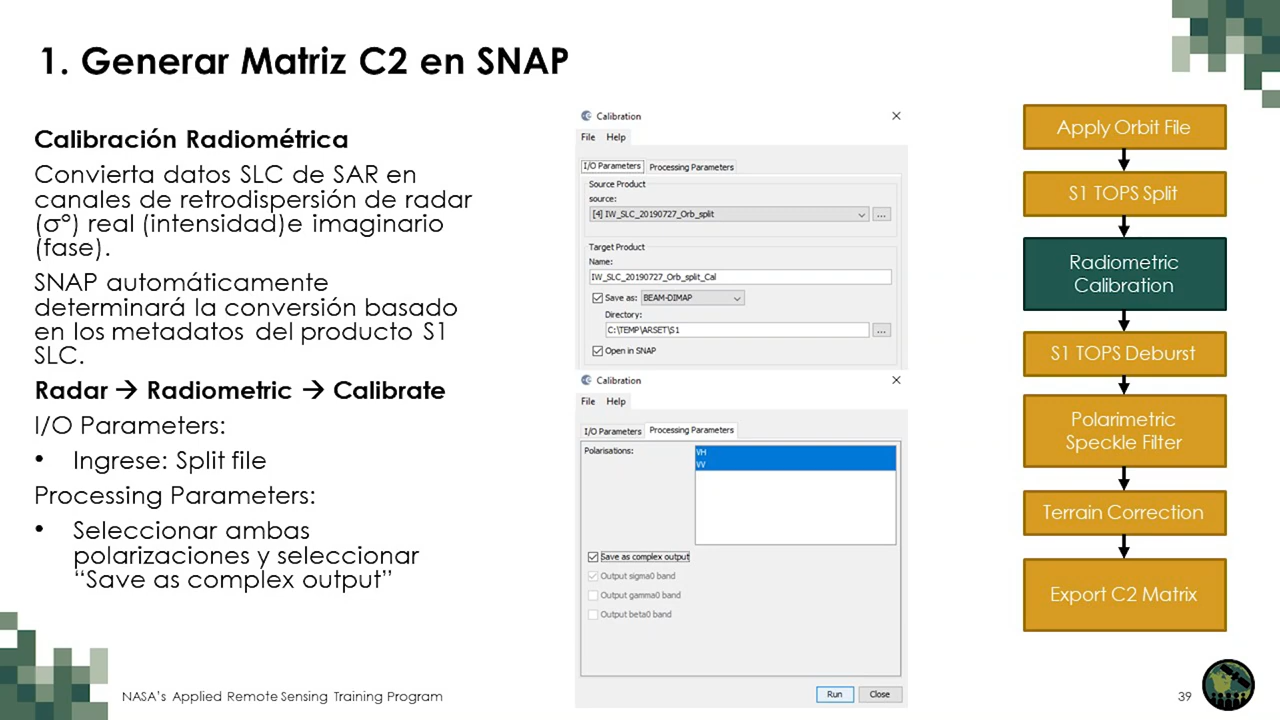 1. Generar Matriz C2 en SNAP
Calibración Radiométrica
Convierta datos SLC de SAR en
canales de retrodispersión de radar
(σ°) real (intensidad)e imaginario
(fase).
SNAP automáticamente
determinará la conversión basado
en los metadatos del producto S1
SLC.
Radar → Radiometric → Calibrate
I/O Parameters:
• Ingrese: Split file
Processing Parameters:
• Seleccionar ambas
polarizaciones y seleccionar
“Save as complex output”
Calibration
File Help
I/O Parameters Processing Parameters
Source Product
source:
[4] IW_SLC_20190727_Orb_split
...
Target Product
Name:
IW_SLC_20190727_Orb_split_Cal
Save as: BEAM-DIMAP
Directory:
C:\TEMP\ARSET\S1
...
Open in SNAP
Calibration
File Help
I/O Parameters Processing Parameters
Polarisations:
VH
VV
Save as complex output
Output sigma0 band
Output gamma0 band
Output beta0 band
Run Close
Apply Orbit File
S1 TOPS Split
Radiometric
Calibration
S1 TOPS Deburst
Polarimetric
Speckle Filter
Terrain Correction
Export C2 Matrix
NASA’s Applied Remote Sensing Training Program
39